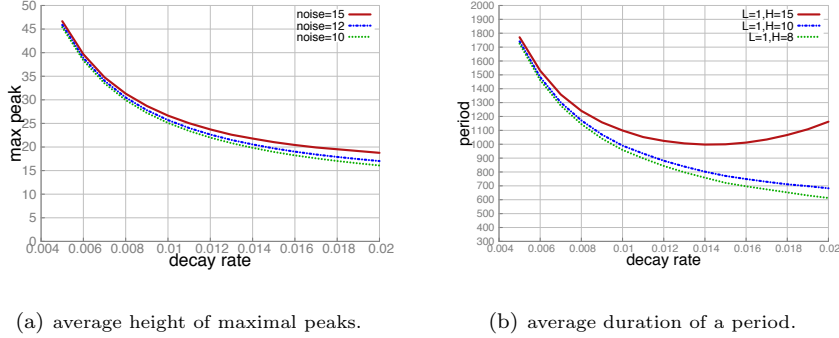 50
45
40
35
30
25
20
15
10
5
0
max peak
noise=15
noise=12
noise=10
0.004 0.006 0.008 0.01 0.012 0.014 0.016 0.018 0.02
decay rate
(a) average height of maximal peaks.
2000
1900
1800
1700
1600
1500
1400
1300
1200
1100
1000
900
800
700
600
500
400
300
period
L=1,H=15
L=1,H=10
L=1,H=8
0.004 0.006 0.008 0.01 0.012 0.014 0.016 0.018 0.02
decay rate
(b) average duration of a period.